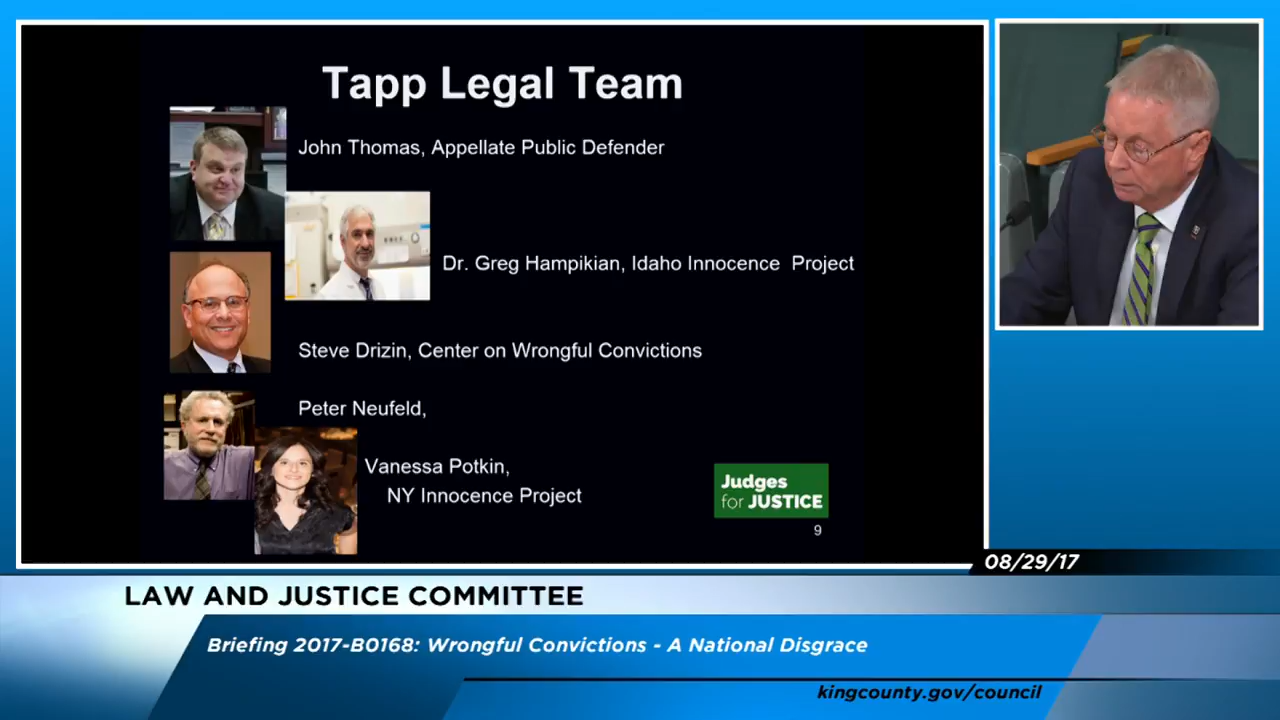 Tapp Legal Team
John Thomas, Appellate Public Defender
Dr. Greg Hampikian, Idaho Innocence Project
Steve Drizin, Center on Wrongful Convictions
Peter Neufeld,
Vanessa Potkin,
NY Innocence Project
Judges
for JUSTICE
9
08/29/17
LAW AND JUSTICE COMMITTEE
Briefing 2017-B0168: Wrongful Convictions - A National Disgrace
kingcounty.gov/council